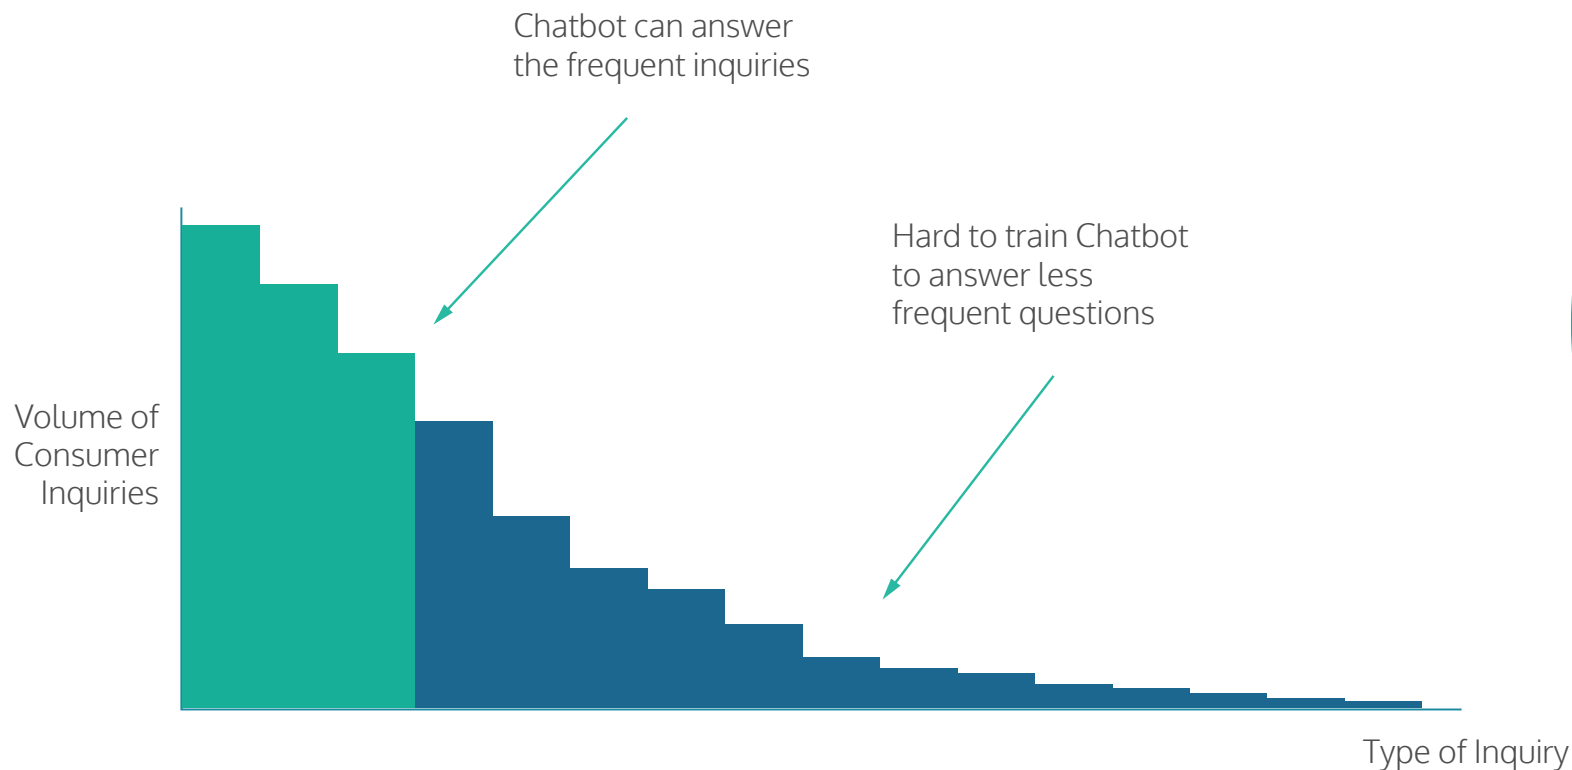 Chatbot can answer
the frequent inquiries
Hard to train Chatbot
to answer less
frequent questions
Volume of
Consumer
Inquiries
Type of Inquiry